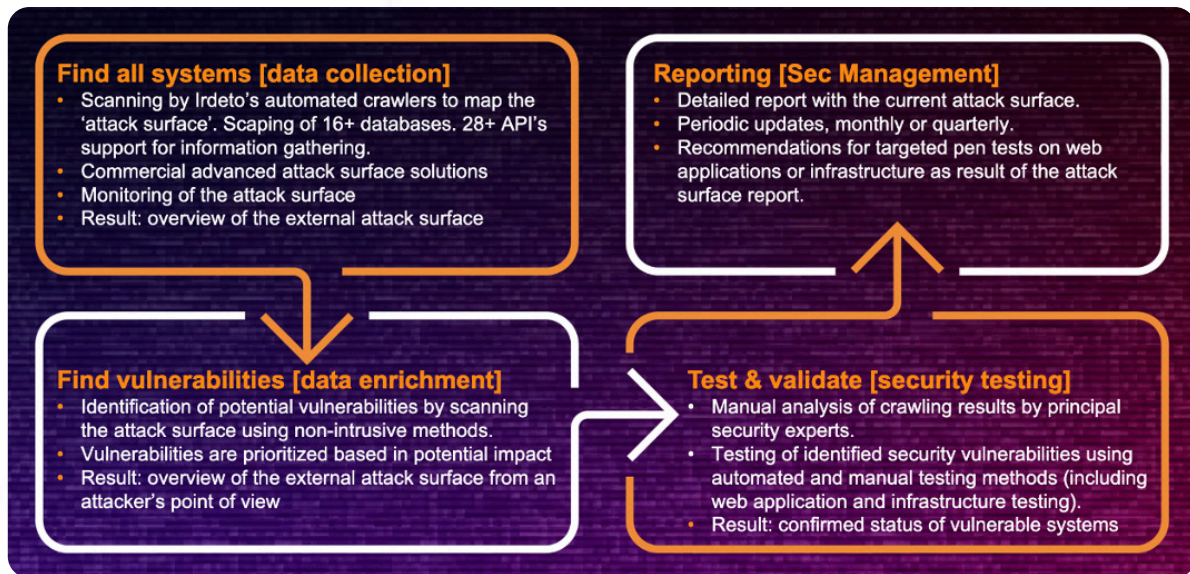 Find all systems [data collection]
• Scanning by Irdeto's automated crawlers to map the
'attack surface'. Scaping of 16+ databases. 28+ API's
support for information gathering.
• Commercial advanced attack surface solutions
• Monitoring of the attack surface
• Result: overview of the external attack surface
Find vulnerabilities [data enrichment]
• Identification of potential vulnerabilities by scanning
the attack surface using non-intrusive methods.
• Vulnerabilities are prioritized based in potential impact
• Result: overview of the external attack surface from an
attacker's point of view
Test & validate [security testing]
• Manual analysis of crawling results by principal
security experts.
• Testing of identified security vulnerabilities using
automated and manual testing methods (including
web application and infrastructure testing).
• Result: confirmed status of vulnerable systems
Reporting [Sec Management]
• Detailed report with the current attack surface.
• Periodic updates, monthly or quarterly.
• Recommendations for targeted pen tests on web
applications or infrastructure as result of the attack
surface report.